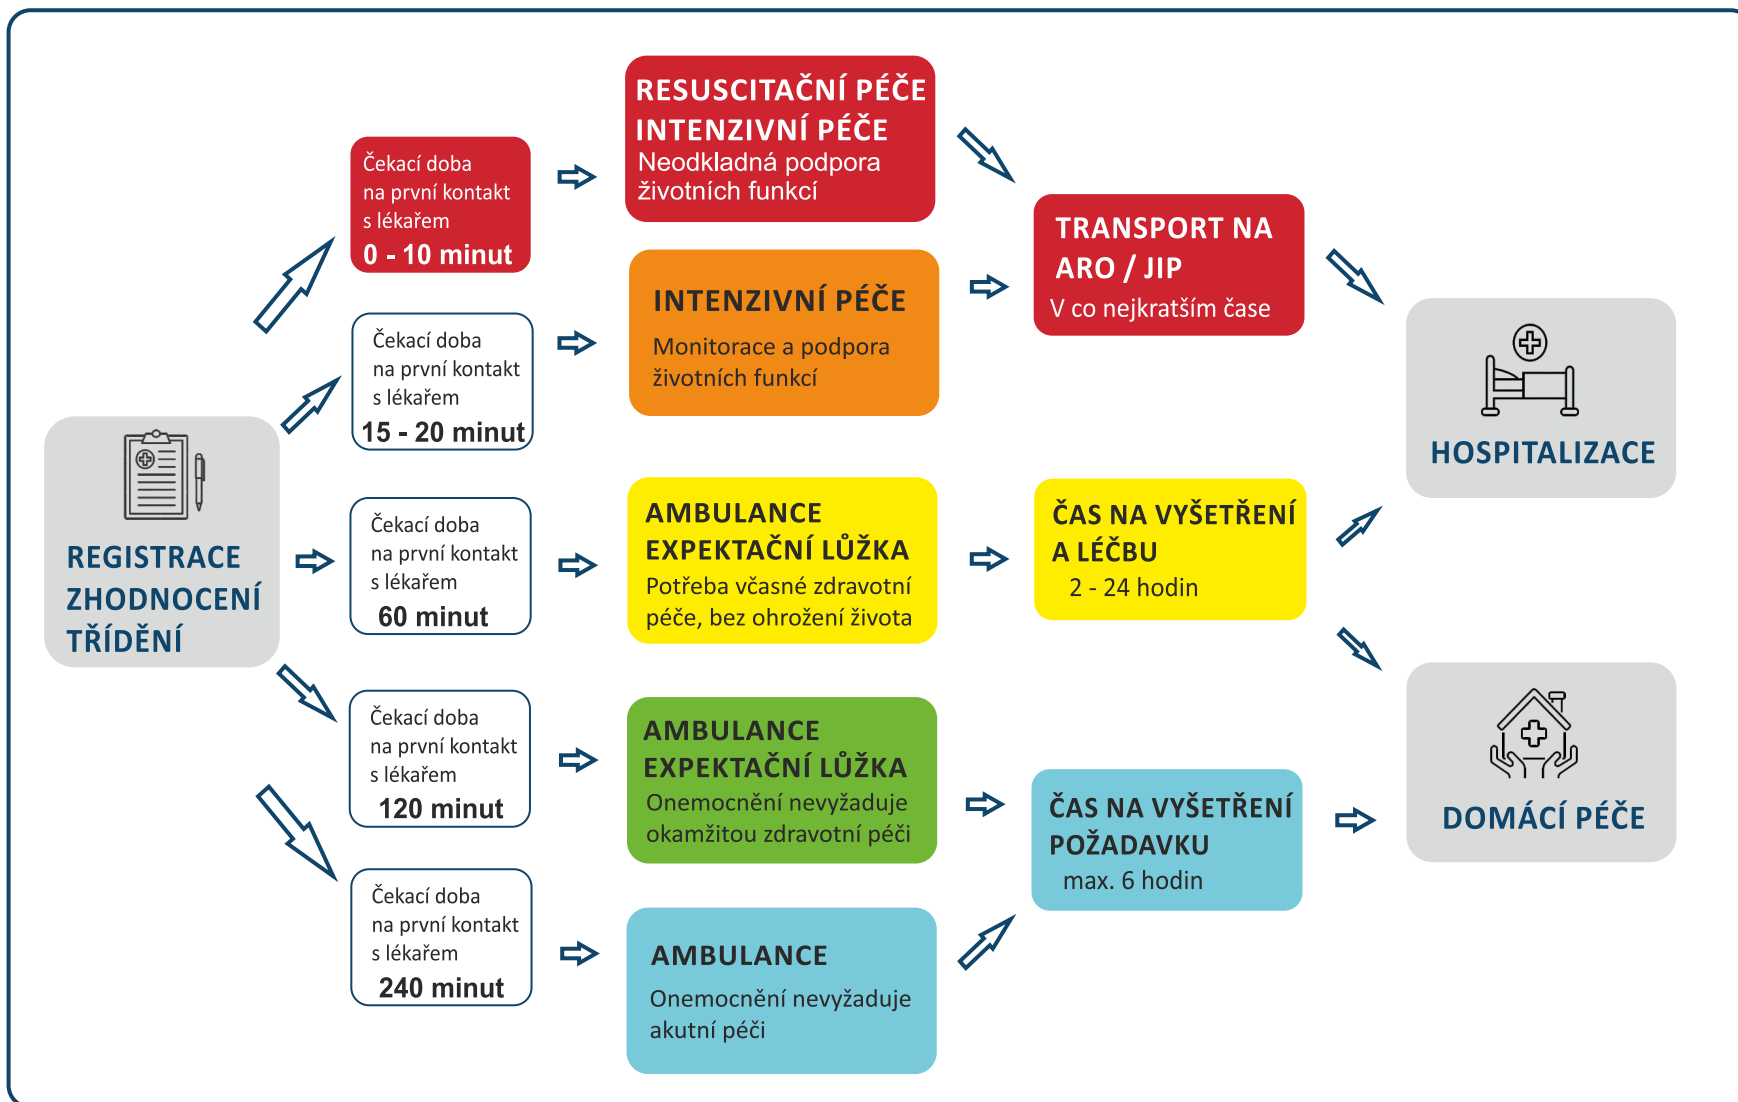 REGISTRACE
ZHODNOCENÍ
TŘÍDĚNÍ
Čekací doba
na první kontakt
s lékařem
0 - 10 minut
RESUSCITAČNÍ PÉČE
INTENZIVNÍ PÉČE
Neodkladná podpora
životních funkcí
Čekací doba
na první kontakt
s lékařem
15 - 20 minut
INTENZIVNÍ PÉČE
Monitorace a podpora
životních funkcí
TRANSPORT NA
ARO / JIP
V co nejkratším čase
HOSPITALIZACE
Čekací doba
na první kontakt
s lékařem
60 minut
AMBULANCE
EXPEKTAČNÍ LŮŽKA
Potřeba včasné zdravotní
péče, bez ohrožení života
ČAS NA VYŠETŘENÍ
A LÉČBU
2 - 24 hodin
Čekací doba
na první kontakt
s lékařem
120 minut
AMBULANCE
EXPEKTAČNÍ LŮŽKA
Onemocnění nevyžaduje
okamžitou zdravotní péči
Čekací doba
na první kontakt
s lékařem
240 minut
AMBULANCE
Onemocnění nevyžaduje
akutní péči
ČAS NA VYŠETŘENÍ
POŽADAVKU
max. 6 hodin
DOMÁCÍ PÉČE